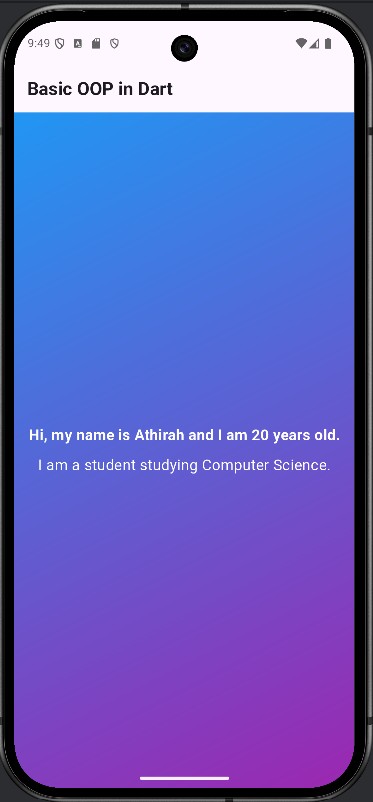 9:49
Basic OOP in Dart
Hi, my name is Athirah and I am 20 years old.
I am a student studying Computer Science.